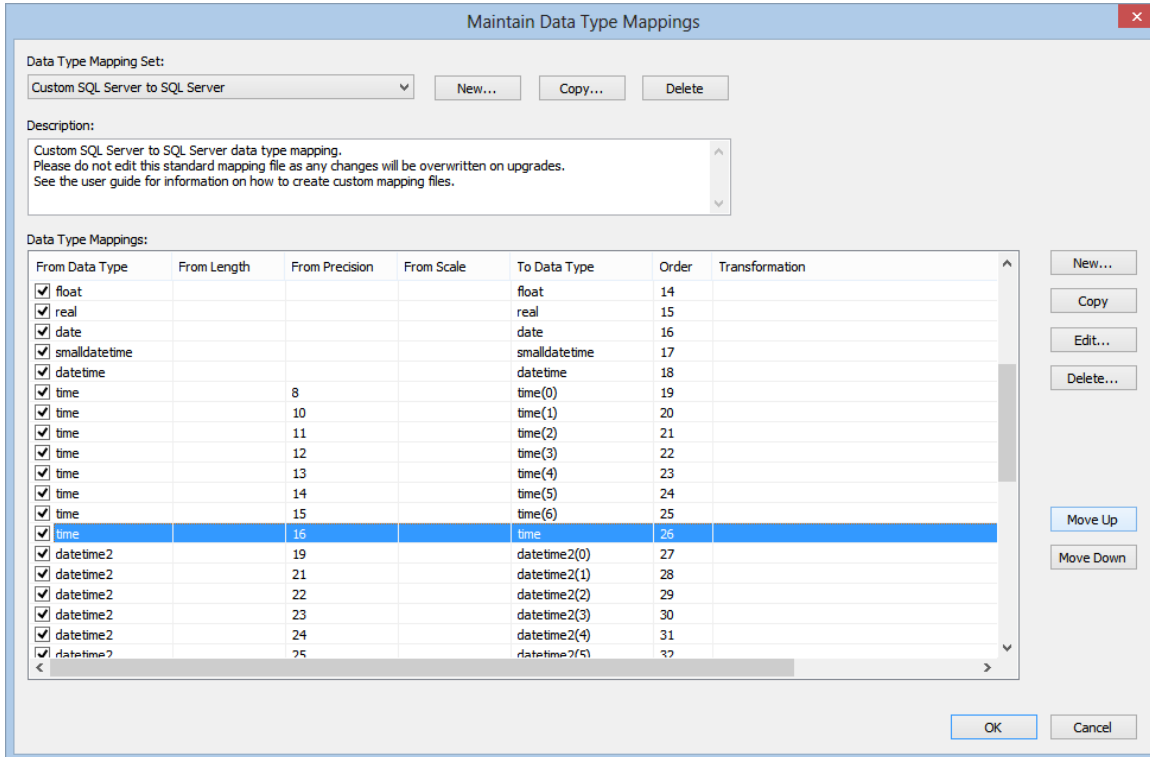 Maintain Data Type Mappings
Data Type Mapping Set:
Custom SQL Server to SQL Server New... Copy... Delete
Description:
Custom SQL Server to SQL Server data type mapping.
Please do not edit this standard mapping file as any changes will be overwritten on upgrades.
See the user guide for information on how to create custom mapping files.
Data Type Mappings:
From Data Type From Length From Precision From Scale To Data Type Order Transformation
float float 14
real real 15
date date 16
smalldatetime smalldatetime 17
datetime datetime 18
time 8 time(0) 19
time 10 time(1) 20
time 11 time(2) 21
time 12 time(3) 22
time 13 time(4) 23
time 14 time(5) 24
time 15 time(6) 25
time 16 time 26
datetime2 19 datetime2(0) 27
datetime2 21 datetime2(1) 28
datetime2 22 datetime2(2) 29
datetime2 23 datetime2(3) 30
datetime2 24 datetime2(4) 31
datetime2 25 datetime2(5) 32
New...
Copy
Edit...
Delete...
Move Up
Move Down
OK Cancel